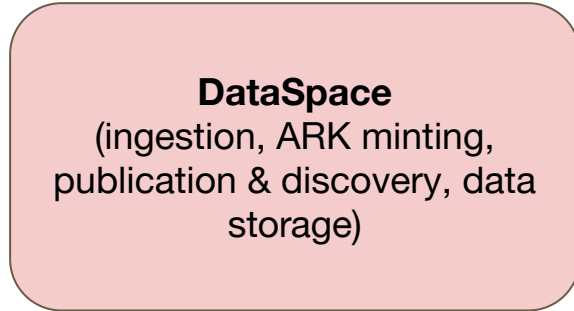 DataSpace
(ingestion, ARK minting,
publication & discovery, data
storage)